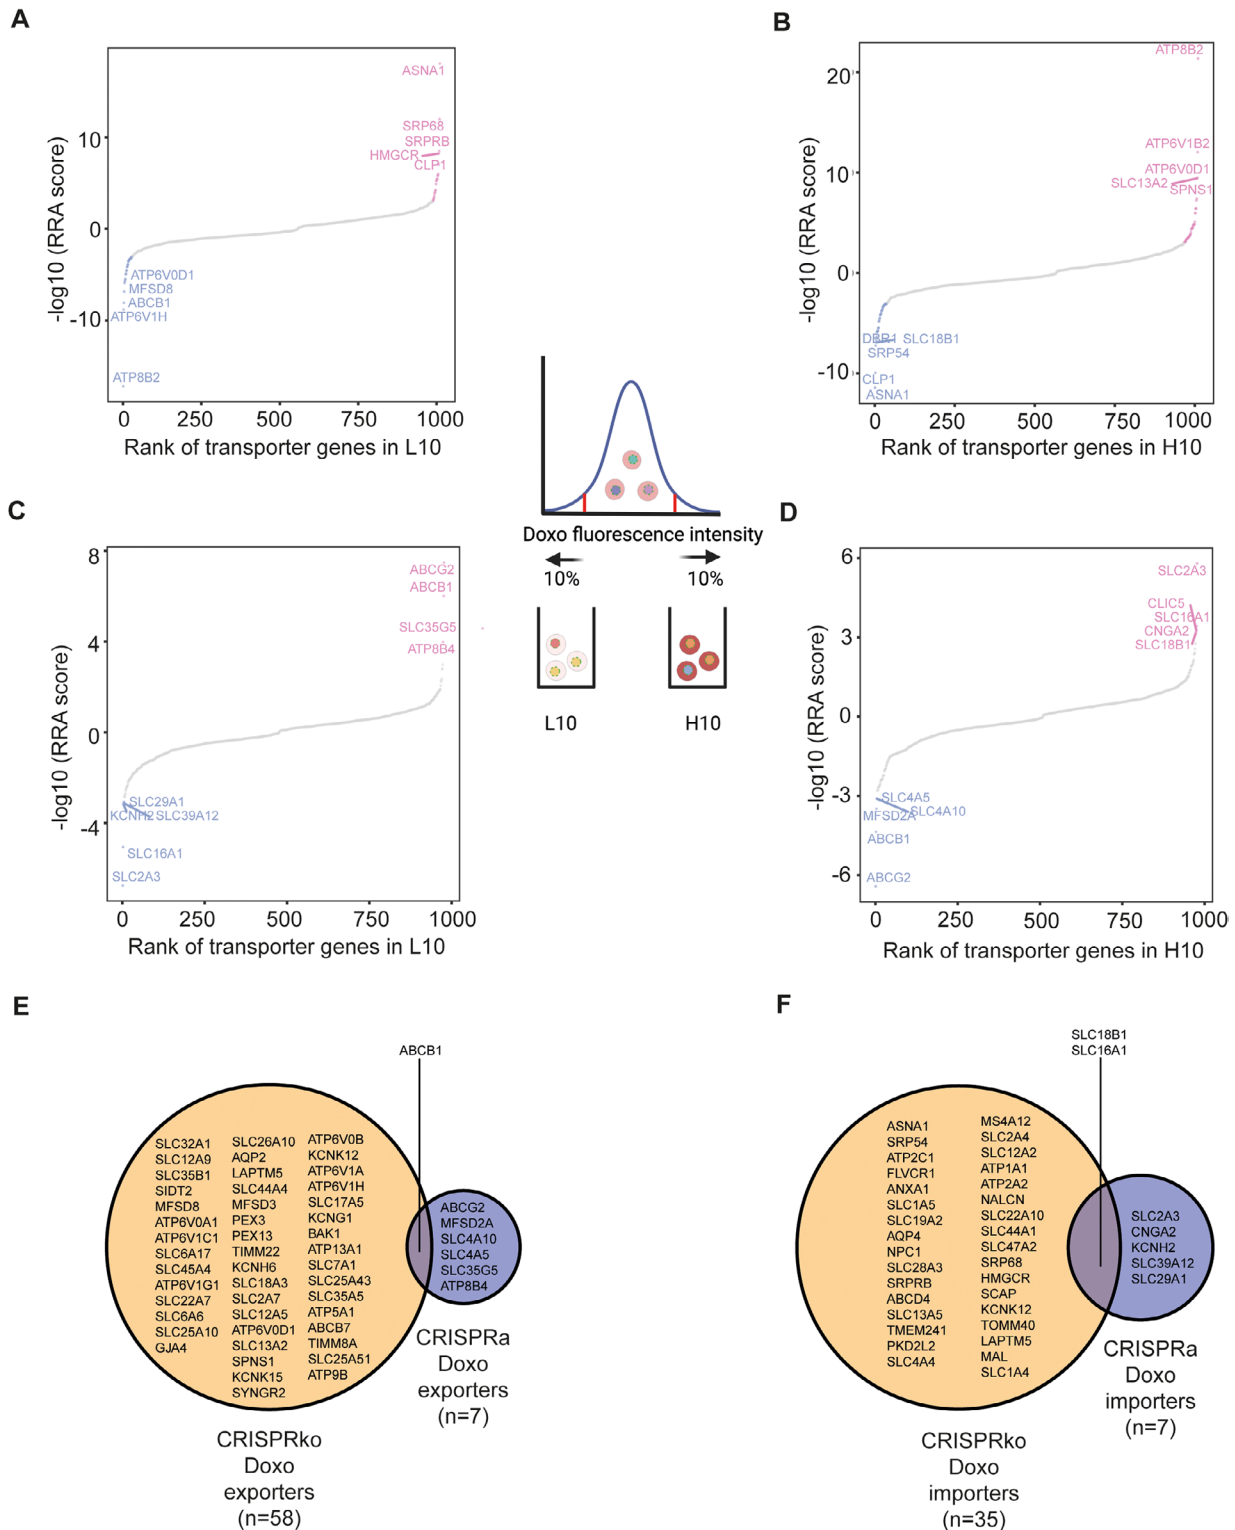 A
-log10 (RRA score)
10
0
-10
ASNA1
SRP68
SRPRB
HMGCR
CLP1
ATP6V0D1
MFSD8
ABCB1
ATP6V1H
ATP8B2
0 250 500 750 1000
Rank of transporter genes in L10
B
-log10 (RRA score)
20
10
0
-10
ATP8B2
ATP6V1B2
ATP6V0D1
SLC13A2
SPNS1
DBR1 SLC18B1
SRP54
CLP1
ASNA1
0 250 500 750 1000
Rank of transporter genes in H10
Doxo fluorescence intensity
10% 10%
L10 H10
C
-log10 (RRA score)
8
4
0
-4
ABCG2
ABCB1
SLC35G5
ATP8B4
SLC29A1
KCNH2 SLC39A12
SLC16A1
SLC2A3
0 250 500 750 1000
Rank of transporter genes in L10
D
-log10 (RRA score)
6
3
0
-3
-6
SLC2A3
CLIC5
SLC16A1
CNGA2
SLC18B1
SLC4A5
MFSD2A SLC4A10
ABCB1
ABCG2
0 250 500 750 1000
Rank of transporter genes in H10
E
ABCB1
SLC32A1
SLC12A9
SLC35B1
SIDT2
MFSD8
ATP6V0A1
ATP6V1C1
SLC6A17
SLC45A4
ATP6V1G1
SLC22A7
SLC6A6
SLC25A10
GJA4
SLC26A10
AQP2
LAPTM5
SLC44A4
MFSD3
PEX3
PEX13
TIMM22
KCNH6
SLC18A3
SLC2A7
SLC12A5
ATP6V0D1
SLC13A2
SPNS1
KCNK15
SYNGR2
ATP6V0B
KCNK12
ATP6V1A
ATP6V1H
SLC17A5
KCNG1
BAK1
ATP13A1
SLC7A1
SLC25A43
SLC35A5
ATP5A1
ABCB7
TIMM8A
SLC25A51
ATP9B
ABCG2
MFSD2A
SLC4A10
SLC4A5
SLC35G5
ATP8B4
CRISPRa
Doxo
exporters
(n=7)
CRISPRko
Doxo
exporters
(n=58)
F
SLC18B1
SLC16A1
ASNA1
SRP54
ATP2C1
FLVCR1
ANXA1
SLC1A5
SLC19A2
AQP4
NPC1
SLC28A3
SRPRB
ABCD4
SLC13A5
TMEM241
PKD2L2
SLC4A4
MS4A12
SLC2A4
SLC12A2
ATP1A1
ATP2A2
NALCN
SLC22A10
SLC44A1
SLC47A2
SRP68
HMGCR
SCAP
KCNK12
TOMM40
LAPTM5
MAL
SLC1A4
SLC2A3
CNGA2
KCNH2
SLC39A12
SLC29A1
CRISPRa
Doxo
importers
(n=7)
CRISPRko
Doxo
importers
(n=35)